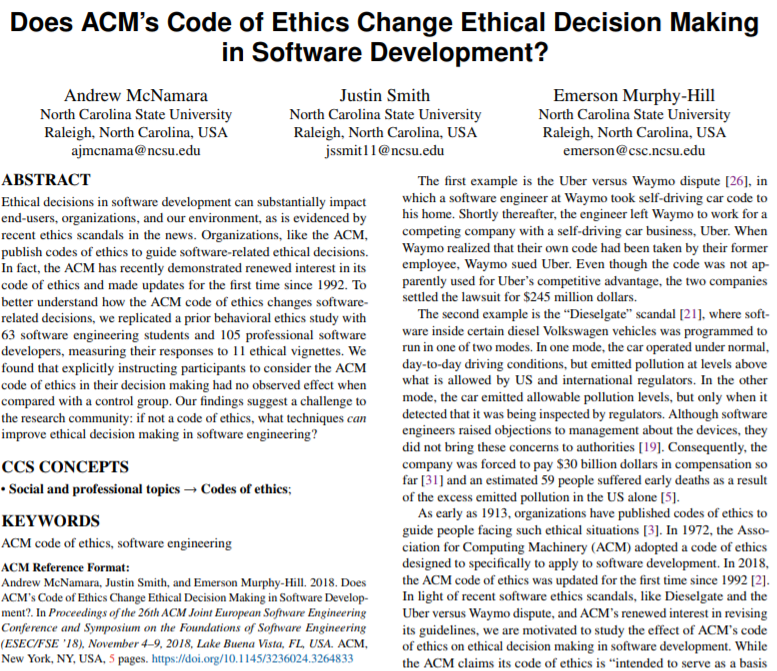 Does ACM's Code of Ethics Change Ethical Decision Making
in Software Development?
Andrew McNamara
North Carolina State University
Raleigh, North Carolina, USA
ajmcnama@ncsu.edu
Justin Smith
North Carolina State University
Raleigh, North Carolina, USA
jssmit11@ncsu.edu
Emerson Murphy-Hill
North Carolina State University
Raleigh, North Carolina, USA
emerson@csc.ncsu.edu
ABSTRACT
Ethical decisions in software development can substantially impact
end-users, organizations, and our environment, as is evidenced by
recent ethics scandals in the news. Organizations, like the ACM,
publish codes of ethics to guide software-related ethical decisions.
In fact, the ACM has recently demonstrated renewed interest in its
code of ethics and made updates for the first time since 1992. To
better understand how the ACM code of ethics changes software-
related decisions, we replicated a prior behavioral ethics study with
63 software engineering students and 105 professional software
developers, measuring their responses to 11 ethical vignettes. We
found that explicitly instructing participants to consider the ACM
code of ethics in their decision making had no observed effect when
compared with a control group. Our findings suggest a challenge to
the research community: if not a code of ethics, what techniques can
improve ethical decision making in software engineering?
CCS CONCEPTS
• Social and professional topics → Codes of ethics;
KEYWORDS
ACM code of ethics, software engineering
ACM Reference Format:
Andrew McNamara, Justin Smith, and Emerson Murphy-Hill. 2018. Does
ACM's Code of Ethics Change Ethical Decision Making in Software Develop-
ment?. In Proceedings of the 26th ACM Joint European Software Engineering
Conference and Symposium on the Foundations of Software Engineering
(ESEC/FSE '18), November 4–9, 2018, Lake Buena Vista, FL, USA. ACM,
New York, NY, USA, 5 pages. https://doi.org/10.1145/3236024.3264833
The first example is the Uber versus Waymo dispute [26], in
which a software engineer at Waymo took self-driving car code to
his home. Shortly thereafter, the engineer left Waymo to work for a
competing company with a self-driving car business, Uber. When
Waymo realized that their own code had been taken by their former
employee, Waymo sued Uber. Even though the code was not ap-
parently used for Uber's competitive advantage, the two companies
settled the lawsuit for $245 million dollars.
The second example is the "Dieselgate" scandal [21], where soft-
ware inside certain diesel Volkswagen vehicles was programmed to
run in one of two modes. In one mode, the car operated under normal,
day-to-day driving conditions, but emitted pollution at levels above
what is allowed by US and international regulators. In the other
mode, the car emitted allowable pollution levels, but only when it
detected that it was being inspected by regulators. Although software
engineers raised objections to management about the devices, they
did not bring these concerns to authorities [19]. Consequently, the
company was forced to pay $30 billion dollars in compensation so
far [31] and an estimated 59 people suffered early deaths as a result
of the excess emitted pollution in the US alone [5].
As early as 1913, organizations have published codes of ethics to
guide people facing such ethical situations [3]. In 1972, the Asso-
ciation for Computing Machinery (ACM) adopted a code of ethics
designed to specifically to apply to software development. In 2018,
the ACM code of ethics was updated for the first time since 1992 [2].
In light of recent software ethics scandals, like Dieselgate and the
Uber versus Waymo dispute, and ACM's renewed interest in revising
its guidelines, we are motivated to study the effect of ACM's code
of ethics on ethical decision making in software development. While
the ACM claims its code of ethics is "intended to serve as a basis